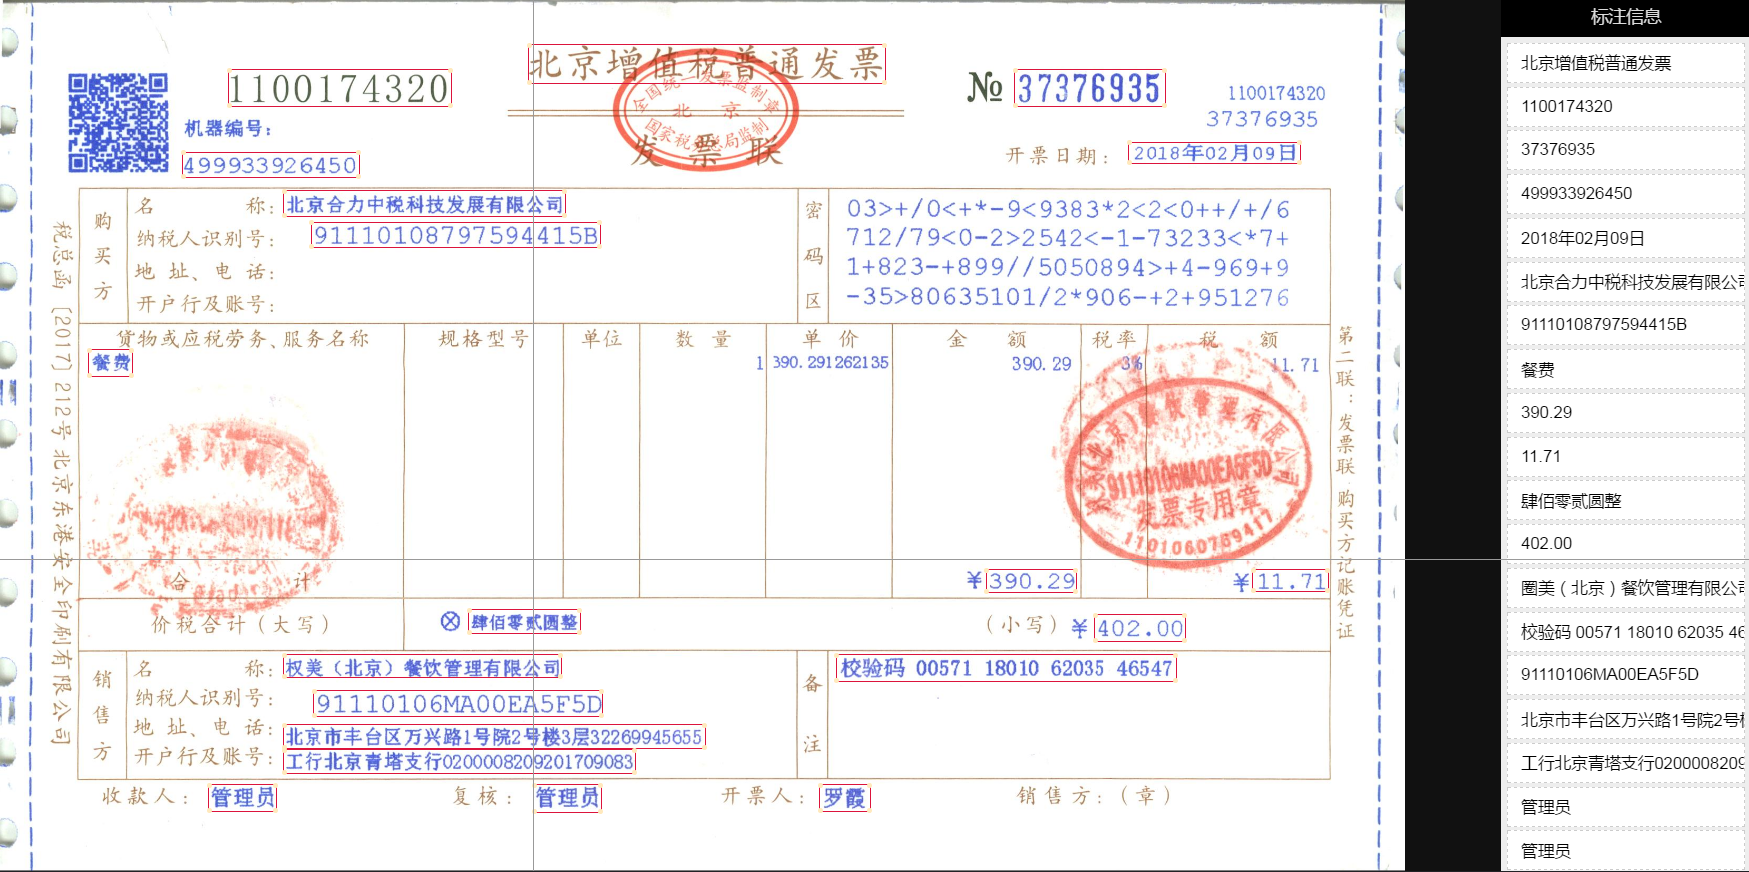 北京增值税普通发票
1100174320
№ 37376935
1100174320
37376935
机器编号:
499933926450
全国统一发票监制章
北 京
国家税务总局监制
发 票 联
开票日期: 2018年02月09日
购买方
名 称: 北京合力中税科技发展有限公司
纳税人识别号: 91110108797594415B
地 址、电 话:
开户行及账号:
密码区
03>+/0<+*-9<9383*2<2<0++/+/6
712/79<0-2>2542<-1-73233<*7+
1+823-+899//5050894>+4-969+9
-35>80635101/2*906-+2+951276
货物或应税劳务、服务名称 规格型号 单位 数 量 单 价 金 额 税率 税 额
餐费 1 390.291262135 390.29 3% 11.71
91110106MA00EA5F5D
发票专用章
合 计 ¥390.29 ¥11.71
价税合计(大写) ⊗肆佰零贰圆整 (小写) ¥402.00
销售方
名 称: 权美(北京)餐饮管理有限公司
纳税人识别号: 91110106MA00EA5F5D
地 址、电 话: 北京市丰台区万兴路1号院2号楼3层32269945655
开户行及账号: 工行北京青塔支行0200008209201709083
备注
校验码 00571 18010 62035 46547
收款人: 管理员 复核: 管理员 开票人: 罗霞 销售方:(章)
税总函〔2017〕212号北京东港安全印刷有限公司
第二联:发票联 购买方记账凭证
标注信息
北京增值税普通发票
1100174320
37376935
499933926450
2018年02月09日
北京合力中税科技发展有限公司
91110108797594415B
餐费
390.29
11.71
肆佰零贰圆整
402.00
圈美(北京)餐饮管理有限公司
校验码 00571 18010 62035 46
91110106MA00EA5F5D
北京市丰台区万兴路1号院2号楼
工行北京青塔支行0200008209
管理员
管理员